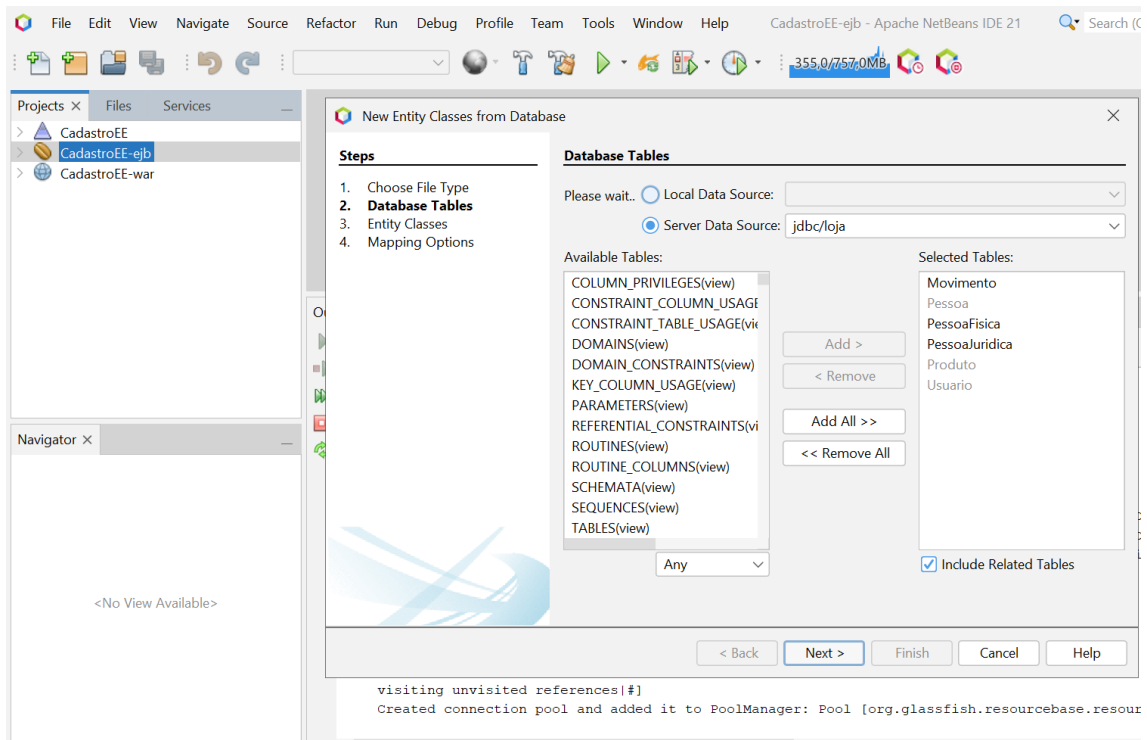 File Edit View Navigate Source Refactor Run Debug Profile Team Tools Window Help CadastroEE-ejb - Apache NetBeans IDE 21 Search (C
355,0/757,0MB
Projects Files Services
CadastroEE
CadastroEE-ejb
CadastroEE-war
Navigator
<No View Available>
New Entity Classes from Database
Steps
1. Choose File Type
2. Database Tables
3. Entity Classes
4. Mapping Options
Database Tables
Please wait.. Local Data Source:
Server Data Source: jdbc/loja
Available Tables:
COLUMN_PRIVILEGES(view)
CONSTRAINT_COLUMN_USAGE
CONSTRAINT_TABLE_USAGE(vie
DOMAINS(view)
DOMAIN_CONSTRAINTS(view)
KEY_COLUMN_USAGE(view)
PARAMETERS(view)
REFERENTIAL_CONSTRAINTS(vi
ROUTINES(view)
ROUTINE_COLUMNS(view)
SCHEMATA(view)
SEQUENCES(view)
TABLES(view)
Any
Add >
< Remove
Add All >>
<< Remove All
Selected Tables:
Movimento
Pessoa
PessoaFisica
PessoaJuridica
Produto
Usuario
Include Related Tables
< Back Next > Finish Cancel Help
visiting unvisited references|#]
Created connection pool and added it to PoolManager: Pool [org.glassfish.resourcebase.resour